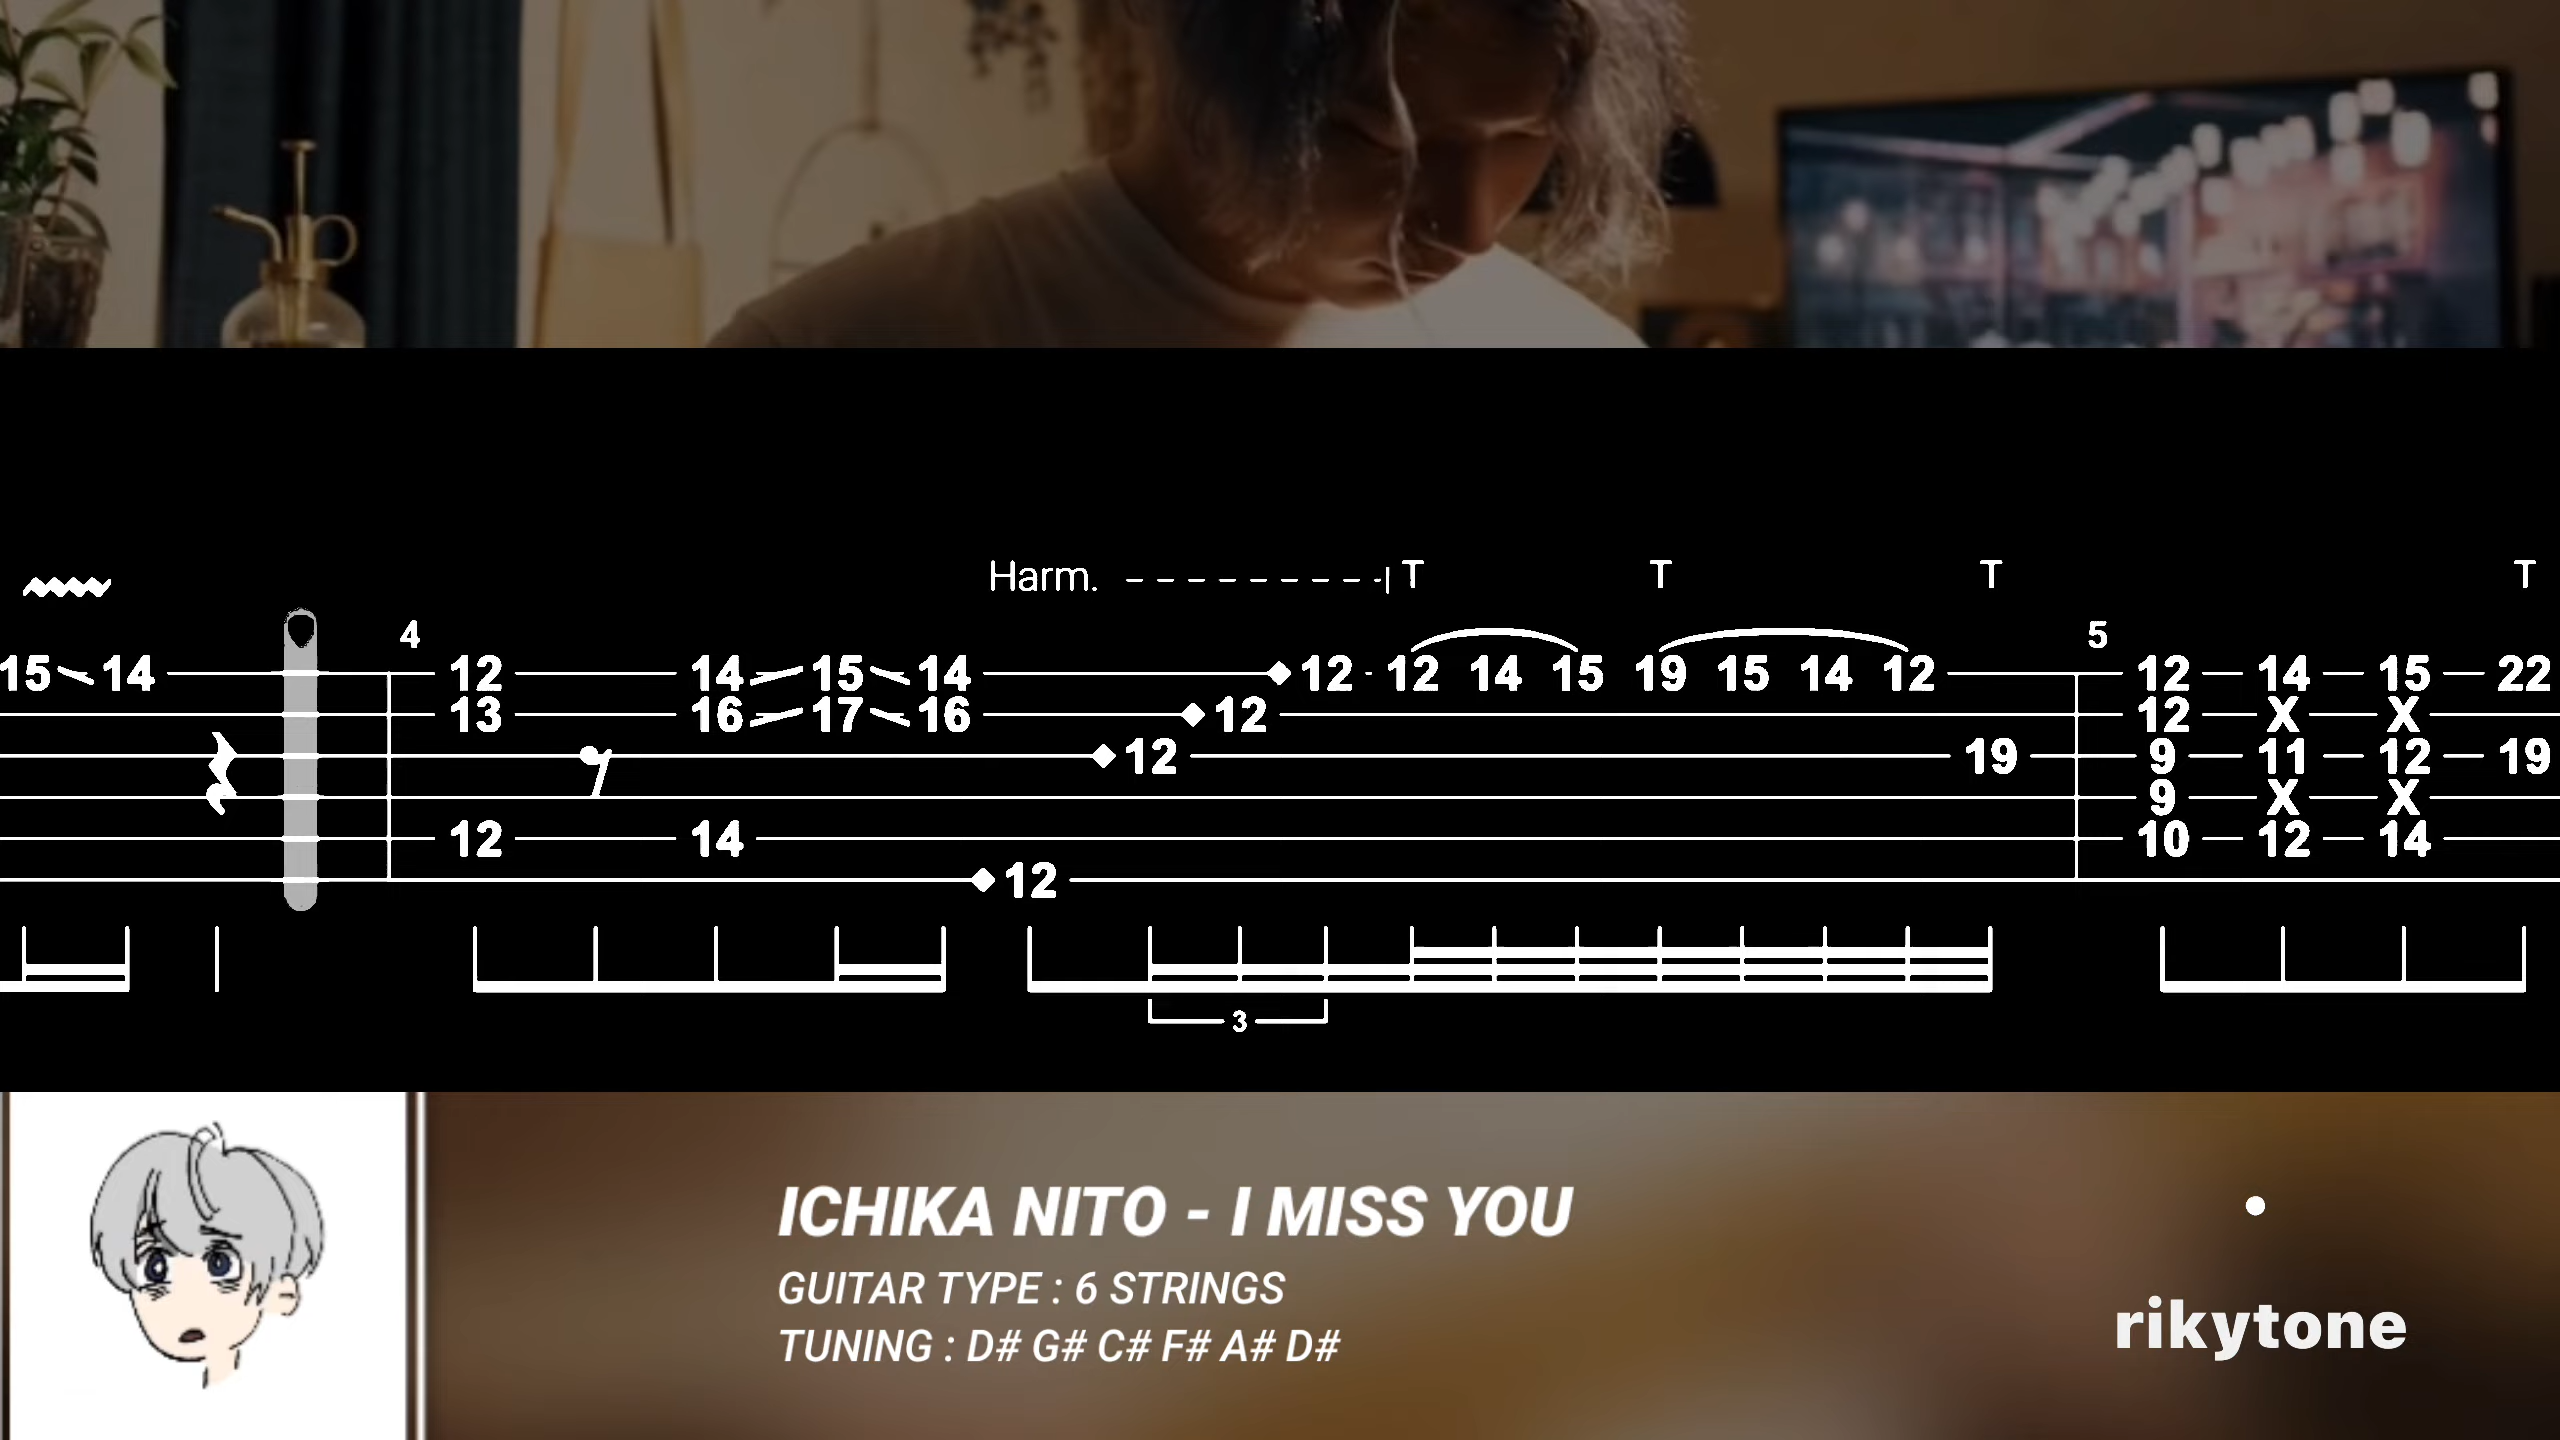 Harm. - - - - - - - - - -| T T T T
4 5
15 14 12 14 15 14 12 12 14 15 19 15 14 12 12 14 15 22
13 16 17 16 12 12 X X
12 19 9 11 12 19
9 X X
12 14 10 12 14
12
3
ICHIKA NITO - I MISS YOU
GUITAR TYPE : 6 STRINGS
TUNING : D# G# C# F# A# D#
rikytone